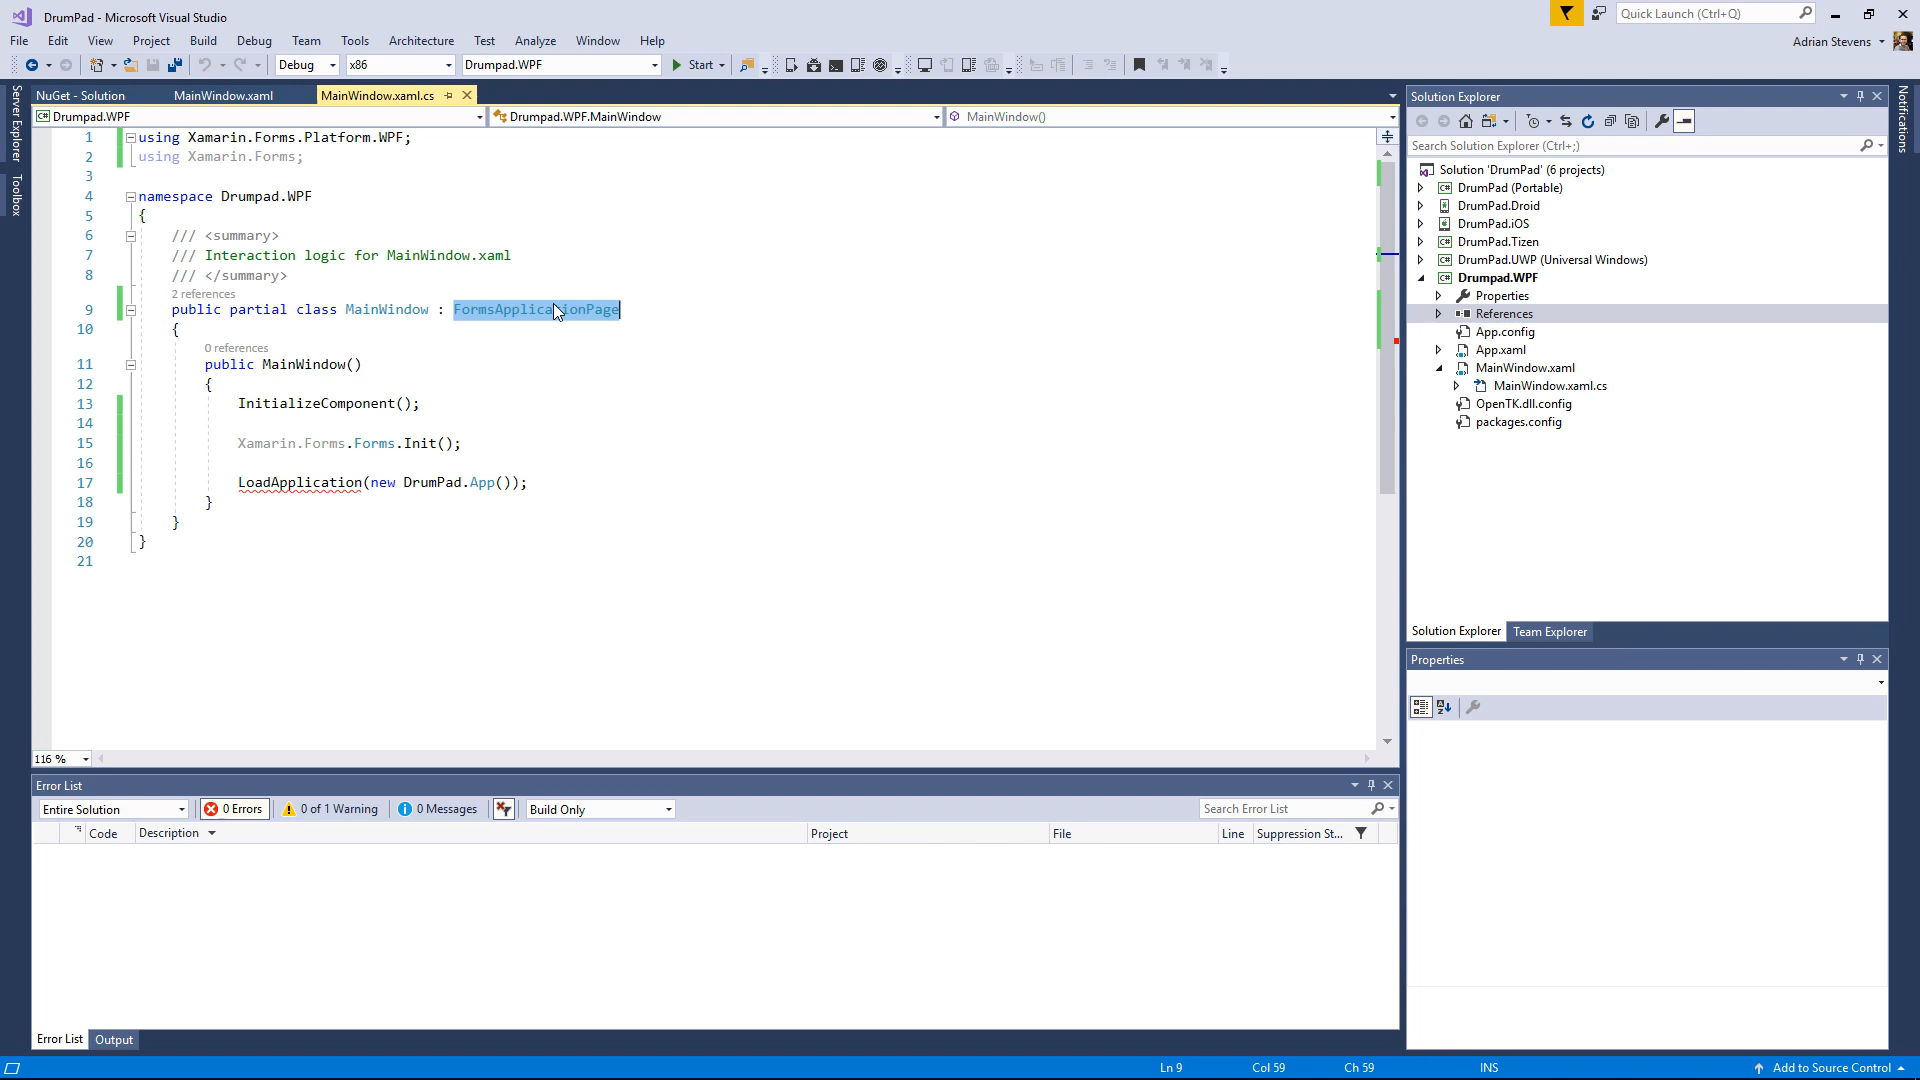 DrumPad - Microsoft Visual Studio
Quick Launch (Ctrl+Q)
File Edit View Project Build Debug Team Tools Architecture Test Analyze Window Help
Adrian Stevens
Debug x86 Drumpad.WPF Start
Server Explorer
Toolbox
NuGet - Solution MainWindow.xaml MainWindow.xaml.cs
Drumpad.WPF Drumpad.WPF.MainWindow MainWindow()
1 using Xamarin.Forms.Platform.WPF;
2 using Xamarin.Forms;
3
4 namespace Drumpad.WPF
5 {
6 /// <summary>
7 /// Interaction logic for MainWindow.xaml
8 /// </summary>
2 references
9 public partial class MainWindow : FormsApplicationPage
10 {
0 references
11 public MainWindow()
12 {
13 InitializeComponent();
14
15 Xamarin.Forms.Forms.Init();
16
17 LoadApplication(new DrumPad.App());
18 }
19 }
20 }
21
116 %
Error List
Entire Solution 0 Errors 0 of 1 Warning 0 Messages Build Only Search Error List
Code Description Project File Line Suppression St...
Error List Output
Solution Explorer
Search Solution Explorer (Ctrl+;)
Solution 'DrumPad' (6 projects)
DrumPad (Portable)
DrumPad.Droid
DrumPad.iOS
DrumPad.Tizen
DrumPad.UWP (Universal Windows)
Drumpad.WPF
Properties
References
App.config
App.xaml
MainWindow.xaml
MainWindow.xaml.cs
OpenTK.dll.config
packages.config
Solution Explorer Team Explorer
Properties
Notifications
Ln 9 Col 59 Ch 59 INS Add to Source Control